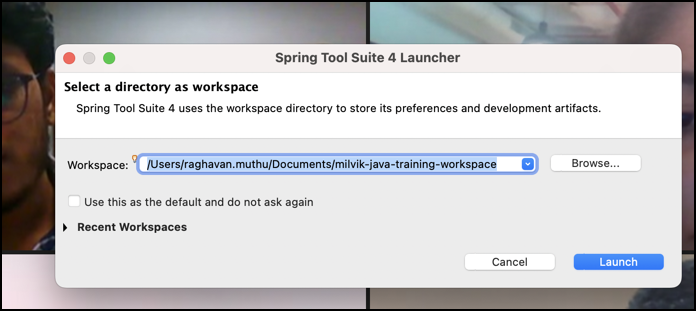 Spring Tool Suite 4 Launcher
Select a directory as workspace
Spring Tool Suite 4 uses the workspace directory to store its preferences and development artifacts.
Workspace: /Users/raghavan.muthu/Documents/milvik-java-training-workspace Browse...
Use this as the default and do not ask again
Recent Workspaces
Cancel Launch